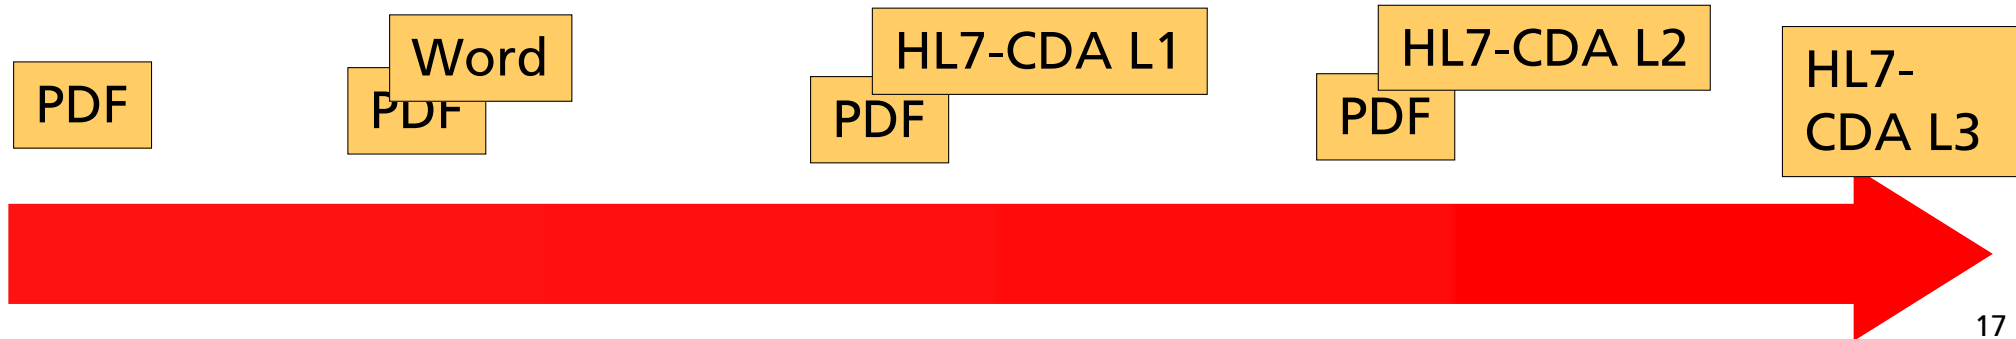 PDF
Word
PDF
HL7-CDA L1
PDF
HL7-CDA L2
PDF
HL7-
CDA L3
17